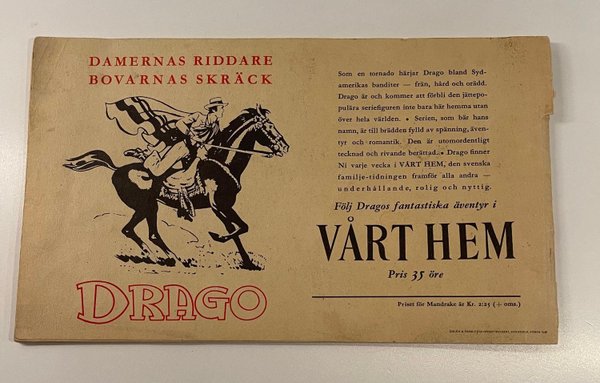 DAMERNAS RIDDARE
BOVARNAS SKRÄCK
DRAGO
Som en tornado härjar Drago bland Syd-
amerikas banditer — från, hård och orädd.
Drago är och kommer att förbli den jättepo-
pulära seriefiguren inte bara här hemma utan
över hela världen. • Serien, som bär hans
namn, är till brädden fylld av spänning, även-
tyr och romantik. Den är utomordentligt
tecknad och rivande berättad. • Drago finner
Ni varje vecka i VÅRT HEM, den svenska
familje-tidningen framför alla andra —
underhållande, rolig och nyttig.
Följ Dragos fantastiska äventyr i
VÅRT HEM
Pris 35 öre
Priset för Mandrake är Kr. 2:25 (+ oms.)